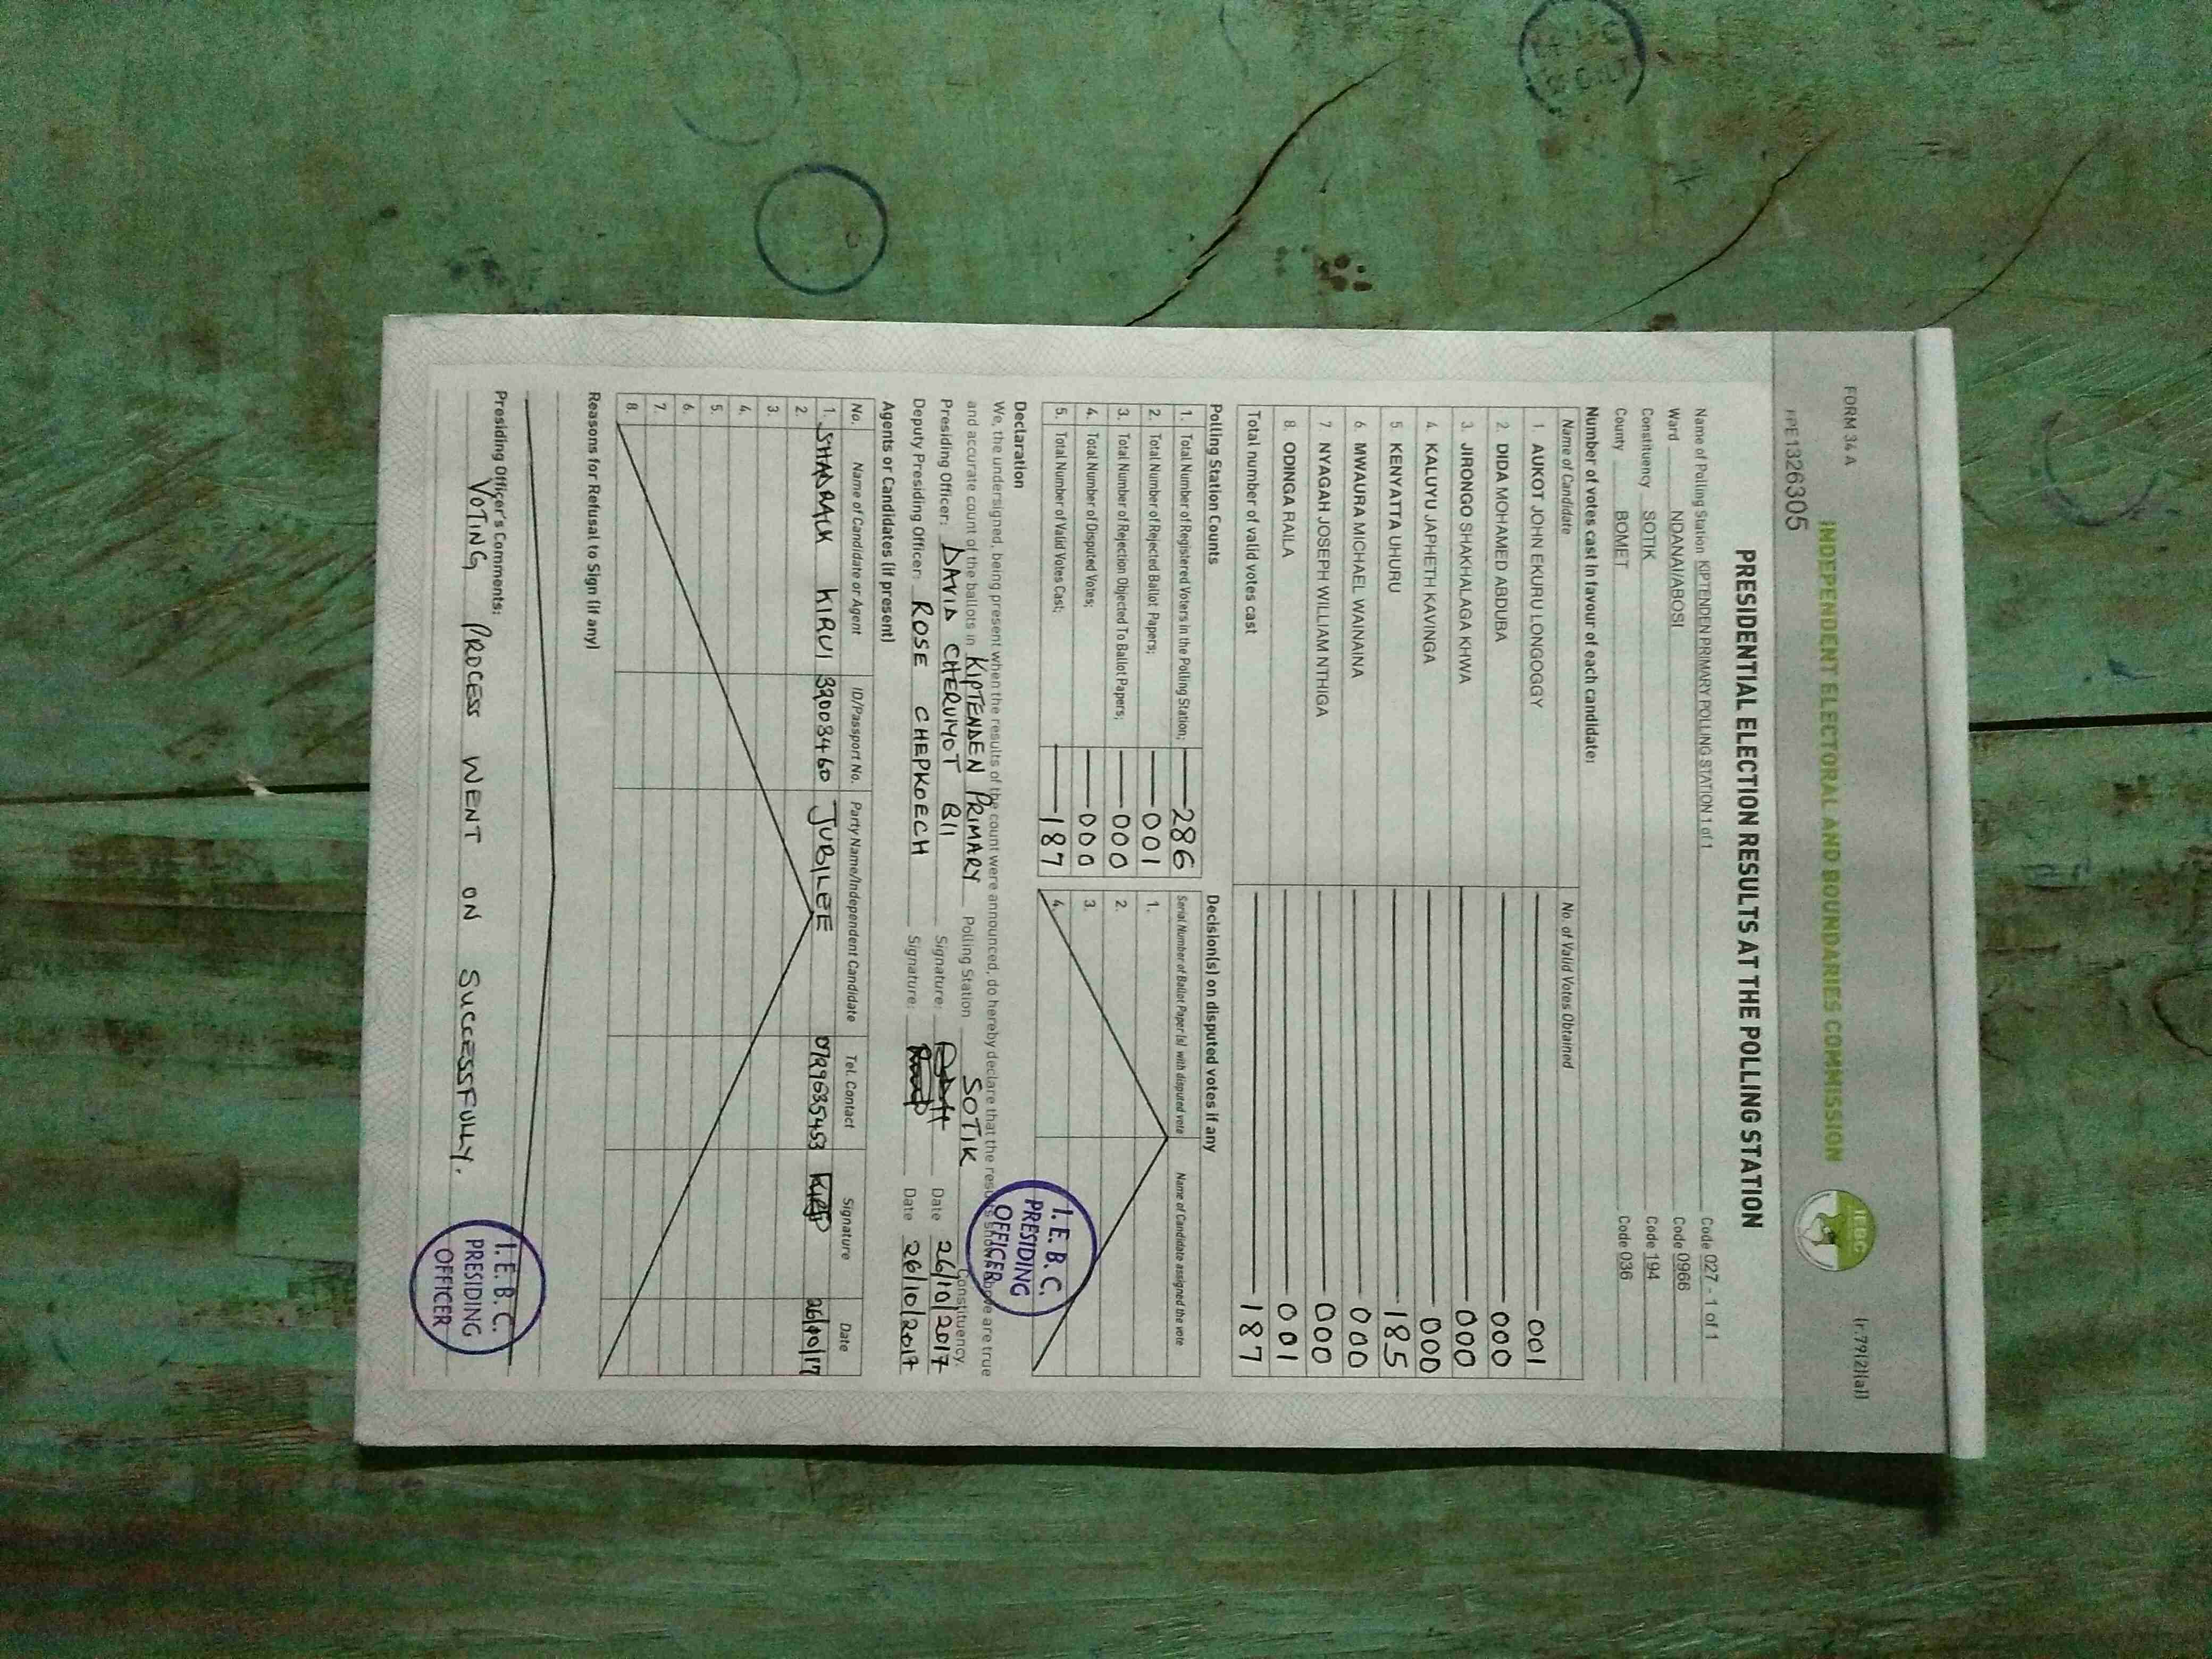 FORM 34 A
(r.79(2)(a))
INDEPENDENT ELECTORAL AND BOUNDARIES COMMISSION
IEBC
PRE1326305
PRESIDENTIAL ELECTION RESULTS AT THE POLLING STATION
Name of Polling Station KIPTENDEN PRIMARY POLLING STATION 1 of 1 Code 027 - 1 of 1
Ward NDANAI/ABOSI Code 0966
Constituency SOTIK Code 194
County BOMET Code 036
Number of votes cast in favour of each candidate:
Name of Candidate No. of Valid Votes Obtained
1. AUKOT JOHN EKURU LONGOGGY 001
2. DIDA MOHAMED ABDUBA 000
3. JIRONGO SHAKHALAGA KHWA 000
4. KALUYU JAPHETH KAVINGA 000
5. KENYATTA UHURU 185
6 MWAURA MICHAEL WAINAINA 000
7 NYAGAH JOSEPH WILLIAM NTHIGA 000
8. ODINGA RAILA 001
Total number of valid votes cast 187
Polling Station Counts
1. Total Number of Registered Voters in the Polling Station; 286
2. Total Number of Rejected Ballot Papers; 001
3. Total Number of Rejection Objected To Ballot Papers; 000
4. Total Number of Disputed Votes; 000
5. Total Number of Valid Votes Cast; 187
Decision(s) on disputed votes if any
Serial Number of Ballot Paper(s) with disputed vote Name of Candidate assigned the vote
1.
2.
3.
4.
Declaration
We, the undersigned, being present when the results of the count were announced, do hereby declare that the results shown above are true
and accurate count of the ballots in KIPTENDEN PRIMARY Polling Station SOTIK Constituency.
Presiding Officer: DAVID CHERUIYOT BII Signature: Date 26/10/2017
Deputy Presiding Officer: ROSE CHEPKOECH Signature: Date 26/10/2017
I. E. B. C.
PRESIDING
OFFICER
Agents or Candidates (if present)
No. Name of Candidate or Agent ID/Passport No. Party Name/Independent Candidate Tel. Contact Signature Date
1. SHADRACK KIRUI 32003460 JUBILEE 0799635453 26/10/17
2.
3.
4.
5.
6.
7.
8.
Reasons for Refusal to Sign (if any)
Presiding Officer's Comments:
VOTING PROCESS WENT ON SUCCESSFULLY.
I. E. B. C.
PRESIDING
OFFICER